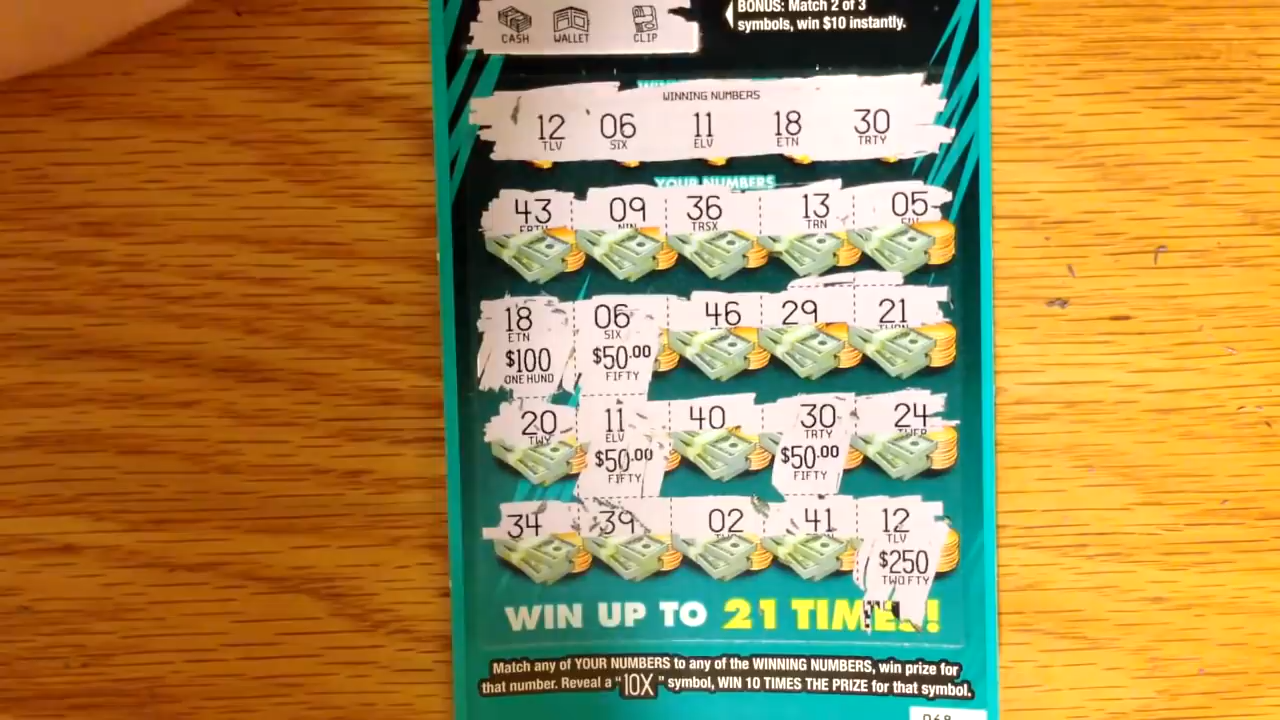 BONUS: Match 2 of 3
symbols, win $10 instantly.
CASH WALLET CLIP
WINNING NUMBERS
12 06 11 18 30
TLV SIX ELV ETN TRTY
YOUR NUMBERS
43 09 36 13 05
TRSX TRN
18 06 46 29 21
ETN SIX
$100 $50.00
ONE HUND FIFTY
20 11 40 30 24
TWY ELV TRTY
$50.00 $50.00
FIFTY FIFTY
34 39 02 41 12
TLV
$250
TWOFTY
WIN UP TO 21 TIMES!
Match any of YOUR NUMBERS to any of the WINNING NUMBERS, win prize for
that number. Reveal a "10X" symbol, WIN 10 TIMES THE PRIZE for that symbol.
068